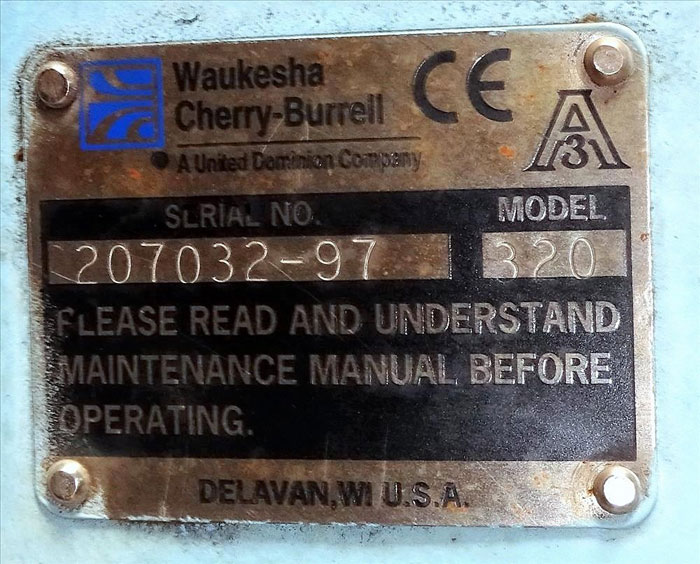 Waukesha
Cherry-Burrell
A United Dominion Company
CE
3A
SERIAL NO.
MODEL
207032-97
320
PLEASE READ AND UNDERSTAND
MAINTENANCE MANUAL BEFORE
OPERATING.
DELAVAN, WI U.S.A.